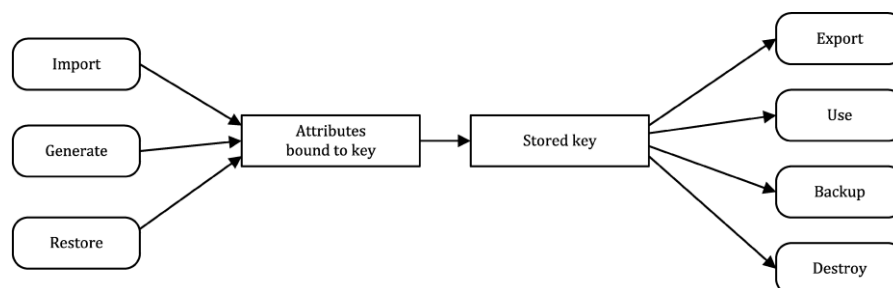 Import
Generate
Restore
Attributes
bound to key
Stored key
Export
Use
Backup
Destroy